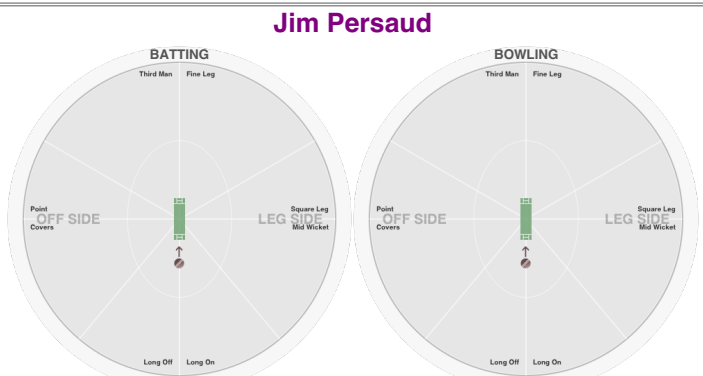 Jim Persaud
BATTING
Third Man Fine Leg
Point
OFF SIDE
Covers
Square Leg
LEG SIDE
Mid Wicket
Long Off Long On
BOWLING
Third Man Fine Leg
Point
OFF SIDE
Covers
Square Leg
LEG SIDE
Mid Wicket
Long Off Long On